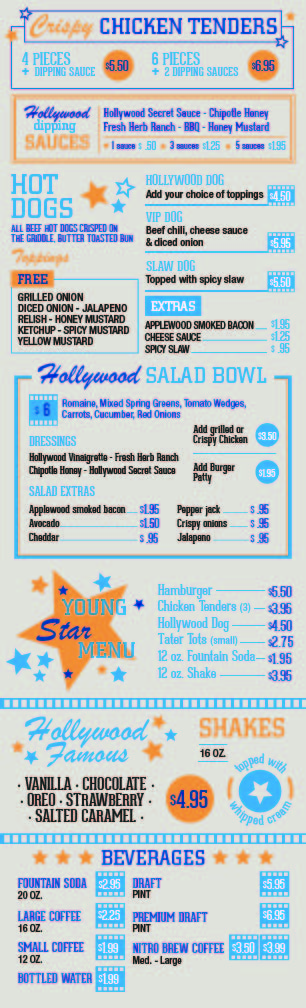 Crispy CHICKEN TENDERS
4 PIECES
+ DIPPING SAUCE $5.50
6 PIECES
+ 2 DIPPING SAUCES $6.95
Hollywood dipping SAUCES
Hollywood Secret Sauce - Chipotle Honey
Fresh Herb Ranch - BBQ - Honey Mustard
1 sauce $ .50 3 sauces $1.25 5 sauces $1.95
HOT DOGS
ALL BEEF HOT DOGS CRISPED ON
THE GRIDDLE, BUTTER TOASTED BUN
Toppings
FREE
GRILLED ONION
DICED ONION - JALAPENO
RELISH - HONEY MUSTARD
KETCHUP - SPICY MUSTARD
YELLOW MUSTARD
HOLLYWOOD DOG
Add your choice of toppings $4.50
VIP DOG
Beef chili, cheese sauce
& diced onion $5.95
SLAW DOG
Topped with spicy slaw $5.50
EXTRAS
APPLEWOOD SMOKED BACON $1.95
CHEESE SAUCE $1.25
SPICY SLAW $ .95
Hollywood SALAD BOWL
$ 6 Romaine, Mixed Spring Greens, Tomato Wedges,
Carrots, Cucumber, Red Onions
DRESSINGS
Hollywood Vinaigrette - Fresh Herb Ranch
Chipotle Honey - Hollywood Secret Sauce
Add grilled or
Crispy Chicken $3.50
Add Burger
Patty $1.95
SALAD EXTRAS
Applewood smoked bacon $1.95
Avocado $1.50
Cheddar $ .95
Pepper jack $ .95
Crispy onions $ .95
Jalapeno $ .95
YOUNG
Star
MENU
Hamburger $5.50
Chicken Tenders (3) $3.95
Hollywood Dog $4.50
Tater Tots (small) $2.75
12 oz. Fountain Soda $1.95
12 oz. Shake $3.95
Hollywood
Famous
SHAKES
16 OZ.
· VANILLA · CHOCOLATE ·
· OREO · STRAWBERRY ·
· SALTED CARAMEL ·
$4.95
topped with
whipped cream
BEVERAGES
FOUNTAIN SODA $2.95
20 OZ.
LARGE COFFEE $2.25
16 OZ.
SMALL COFFEE $1.99
12 OZ.
BOTTLED WATER $1.99
DRAFT $5.95
PINT
PREMIUM DRAFT $6.95
PINT
NITRO BREW COFFEE $3.50 $3.99
Med. - Large